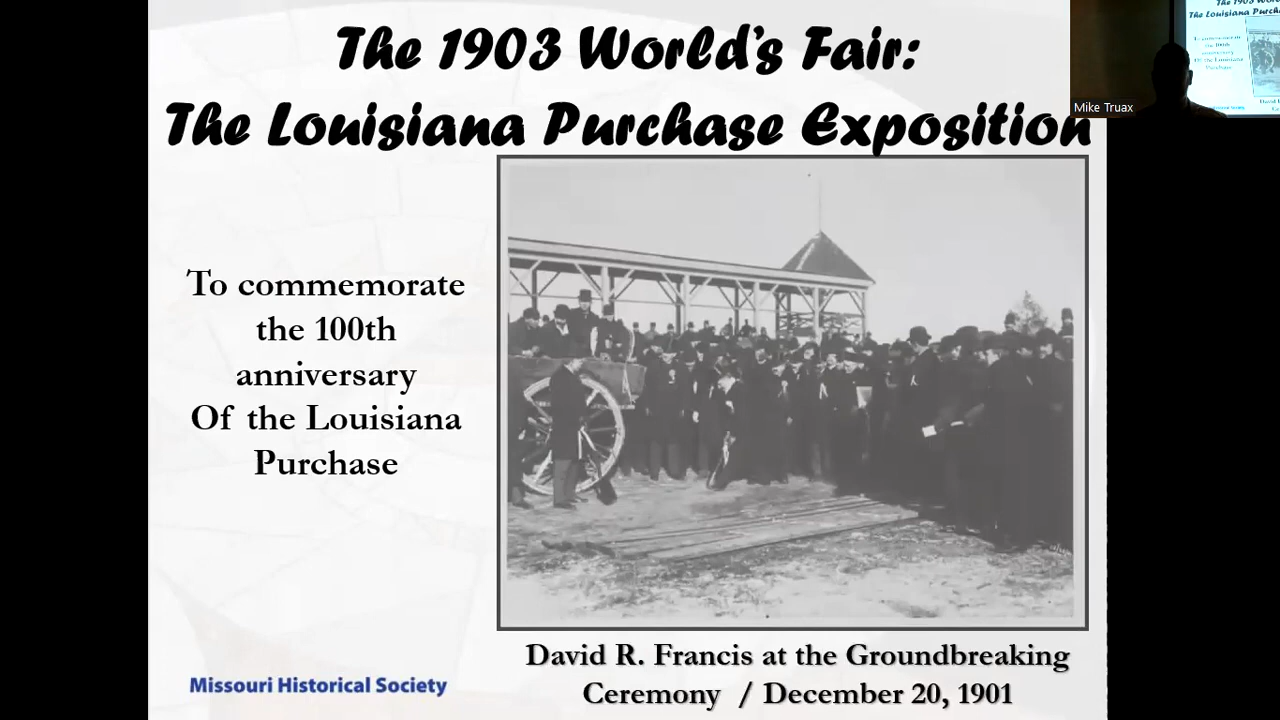 The 1903 World's Fair:
The Louisiana Purchase Exposition
Mike Truax
To commemorate
the 100th
anniversary
Of the Louisiana
Purchase
David R. Francis at the Groundbreaking
Ceremony / December 20, 1901
Missouri Historical Society